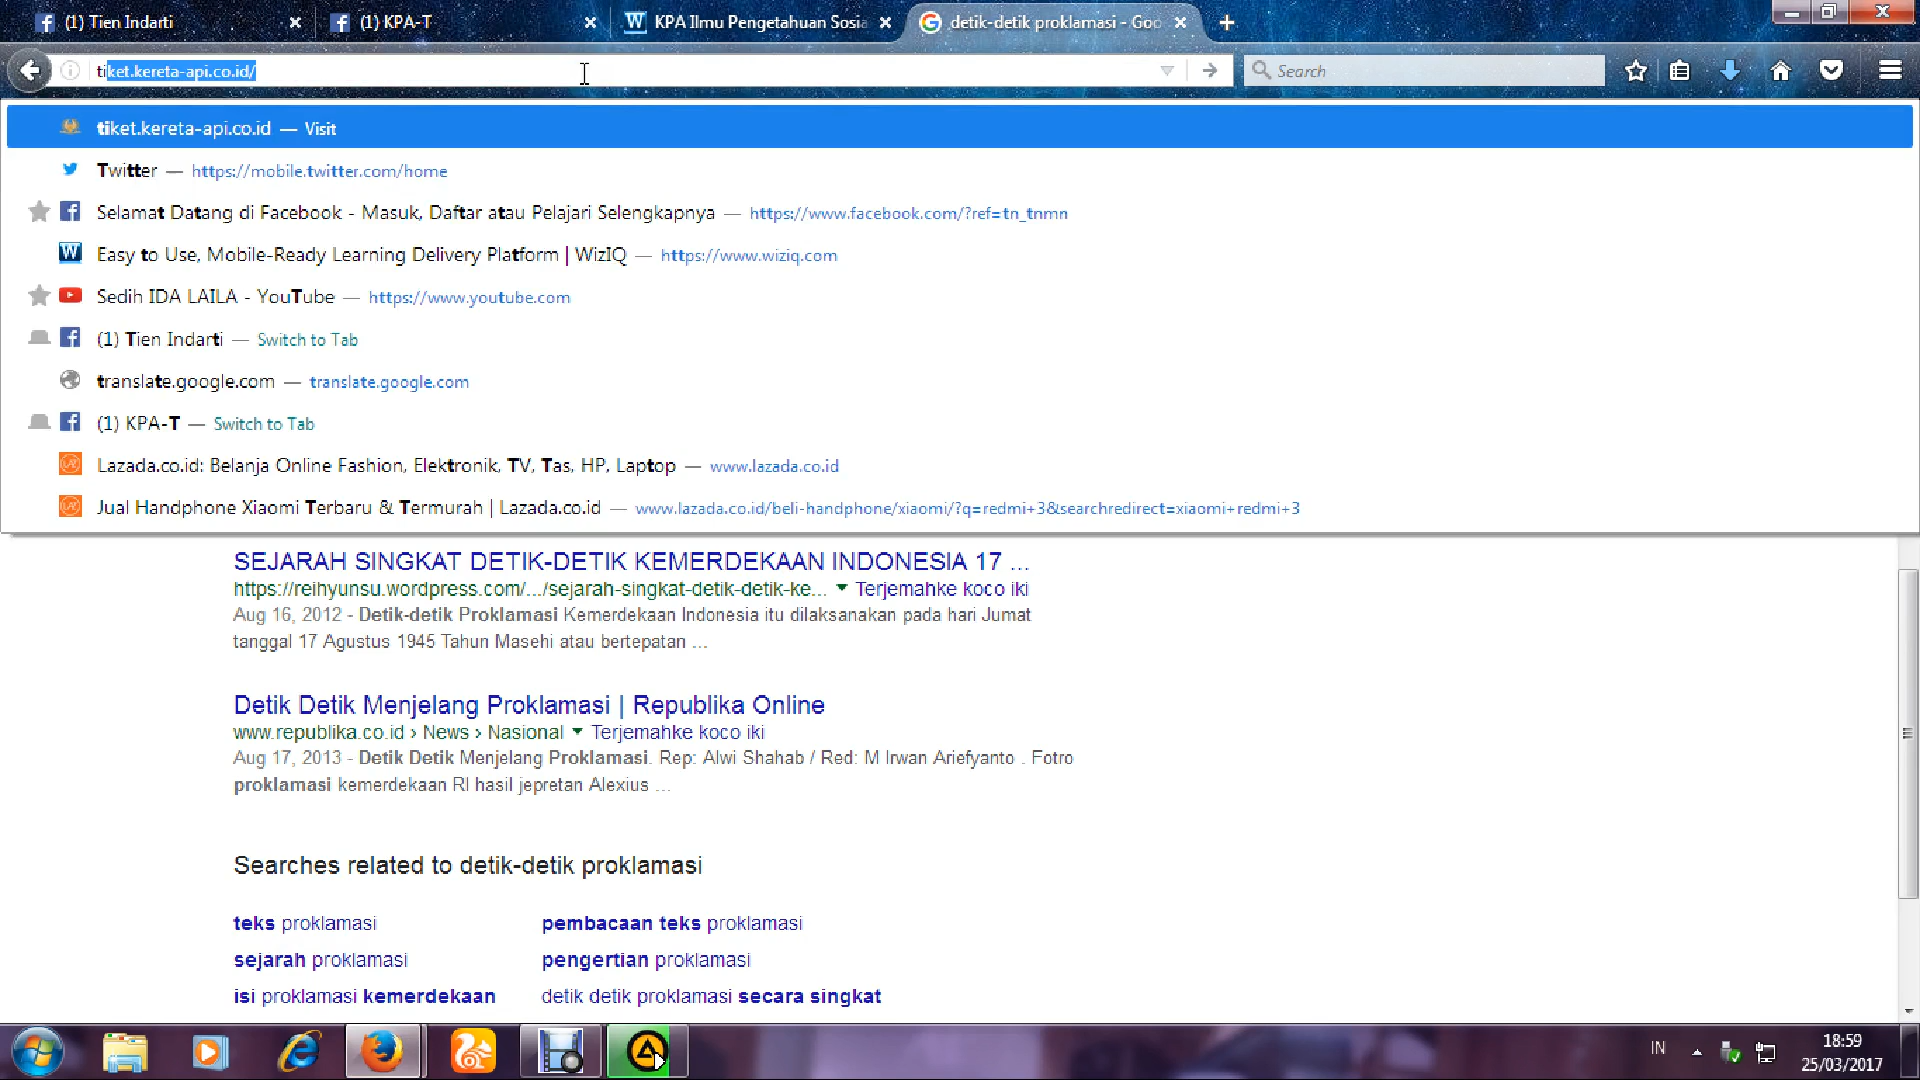 (1) Tien Indarti
(1) KPA-T
KPA Ilmu Pengetahuan Sosia
detik-detik proklamasi - Goo
tiket.kereta-api.co.id/
Search
tiket.kereta-api.co.id — Visit
Twitter — https://mobile.twitter.com/home
Selamat Datang di Facebook - Masuk, Daftar atau Pelajari Selengkapnya — https://www.facebook.com/?ref=tn_tnmn
Easy to Use, Mobile-Ready Learning Delivery Platform | WizIQ — https://www.wiziq.com
Sedih IDA LAILA - YouTube — https://www.youtube.com
(1) Tien Indarti — Switch to Tab
translate.google.com — translate.google.com
(1) KPA-T — Switch to Tab
Lazada.co.id: Belanja Online Fashion, Elektronik, TV, Tas, HP, Laptop — www.lazada.co.id
Jual Handphone Xiaomi Terbaru & Termurah | Lazada.co.id — www.lazada.co.id/beli-handphone/xiaomi/?q=redmi+3&searchredirect=xiaomi+redmi+3
SEJARAH SINGKAT DETIK-DETIK KEMERDEKAAN INDONESIA 17 ...
https://reihyunsu.wordpress.com/.../sejarah-singkat-detik-detik-ke... Terjemahke koco iki
Aug 16, 2012 - Detik-detik Proklamasi Kemerdekaan Indonesia itu dilaksanakan pada hari Jumat
tanggal 17 Agustus 1945 Tahun Masehi atau bertepatan ...
Detik Detik Menjelang Proklamasi | Republika Online
www.republika.co.id › News › Nasional Terjemahke koco iki
Aug 17, 2013 - Detik Detik Menjelang Proklamasi. Rep: Alwi Shahab / Red: M Irwan Ariefyanto . Fotro
proklamasi kemerdekaan RI hasil jepretan Alexius ...
Searches related to detik-detik proklamasi
teks proklamasi
pembacaan teks proklamasi
sejarah proklamasi
pengertian proklamasi
isi proklamasi kemerdekaan
detik detik proklamasi secara singkat
IN
18:59
25/03/2017